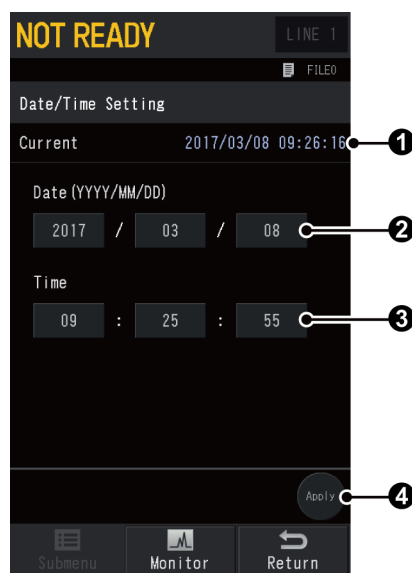 NOT READY LINE 1
FILE0
Date/Time Setting
Current 2017/03/08 09:26:16 1
Date(YYYY/MM/DD)
2017 / 03 / 08 2
Time
09 : 25 : 55 3
Apply 4
Submenu Monitor Return